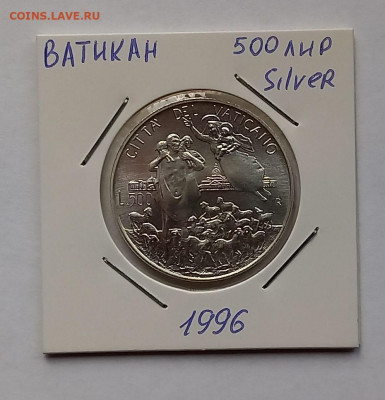 COINS.LAVE.RU
ВАТИКАН
500 ЛИР
SILVER
CITTA' DEL VATICANO
L.500
R
1996